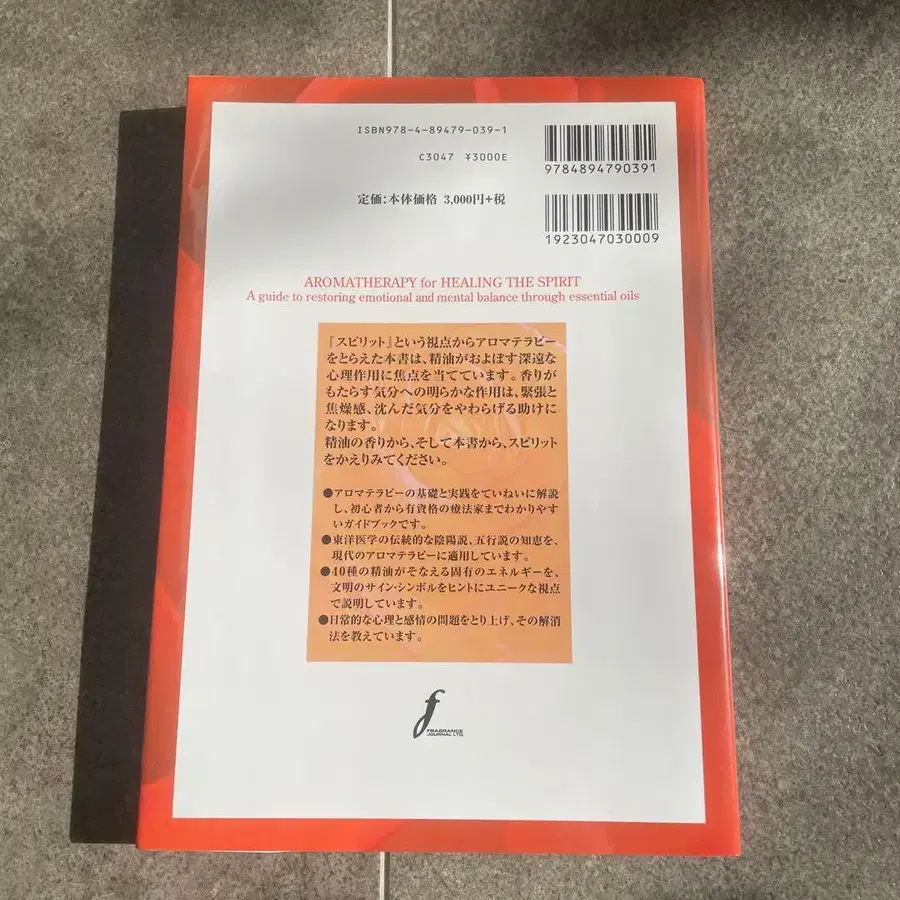 ISBN978-4-89479-039-1
C3047 ¥3000E
9784894790391
定価：本体価格 3,000円+税
1923047030009
AROMATHERAPY for HEALING THE SPIRIT
A guide to restoring emotional and mental balance through essential oils
『スピリット』という視点からアロマテラピー
をとらえた本書は、精油がおよぼす深遠な
心理作用に焦点を当てています。香りが
もたらす気分への明らかな作用は、緊張と
焦燥感、沈んだ気分をやわらげる助けに
なります。
精油の香りから、そして本書から、スピリット
をかえりみてください。
●アロマテラピーの基礎と実践をていねいに解説
し、初心者から有資格の療法家までわかりやす
いガイドブックです。
●東洋医学の伝統的な陰陽説、五行説の知恵を、
現代のアロマテラピーに適用しています。
●40種の精油がそなえる固有のエネルギーを、
文明のサイン・シンボルをヒントにユニークな視点
で説明しています。
●日常的な心理と感情の問題をとり上げ、その解消
法を教えています。
f
FRAGRANCE
JOURNAL LTD.